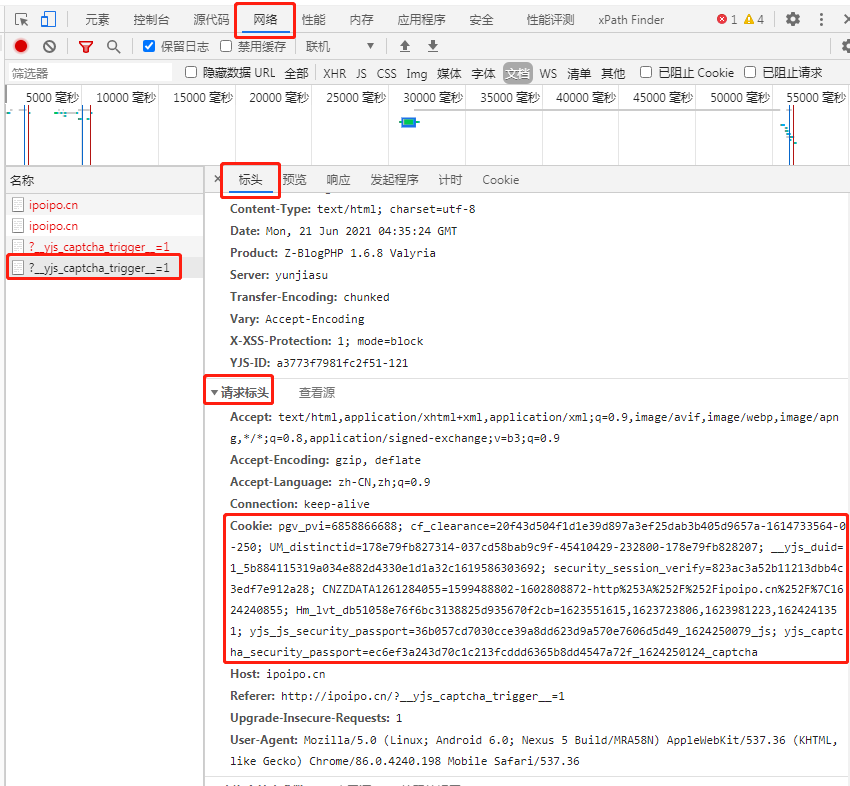 元素 控制台 源代码 网络 性能 内存 应用程序 安全 性能评测 xPath Finder 1 4
保留日志 禁用缓存 联机
筛选器 隐藏数据 URL 全部 XHR JS CSS Img 媒体 字体 文档 WS 清单 其他 已阻止 Cookie 已阻止请求
5000 毫秒 10000 毫秒 15000 毫秒 20000 毫秒 25000 毫秒 30000 毫秒 35000 毫秒 40000 毫秒 45000 毫秒 50000 毫秒 55000 毫秒
名称
ipoipo.cn
ipoipo.cn
?__yjs_captcha_trigger__=1
?__yjs_captcha_trigger__=1
× 标头 预览 响应 发起程序 计时 Cookie
Content-Type: text/html; charset=utf-8
Date: Mon, 21 Jun 2021 04:35:24 GMT
Product: Z-BlogPHP 1.6.8 Valyria
Server: yunjiasu
Transfer-Encoding: chunked
Vary: Accept-Encoding
X-XSS-Protection: 1; mode=block
YJS-ID: a3773f7981fc2f51-121
▼请求标头 查看源
Accept: text/html,application/xhtml+xml,application/xml;q=0.9,image/avif,image/webp,image/apn
g,*/*;q=0.8,application/signed-exchange;v=b3;q=0.9
Accept-Encoding: gzip, deflate
Accept-Language: zh-CN,zh;q=0.9
Connection: keep-alive
Cookie: pgv_pvi=6858866688; cf_clearance=20f43d504f1d1e39d897a3ef25dab3b405d9657a-1614733564-0
-250; UM_distinctid=178e79fb827314-037cd58bab9c9f-45410429-232800-178e79fb828207; __yjs_duid=
1_5b884115319a034e882d4330e1d1a32c1619586303692; security_session_verify=823ac3a52b11213dbb4c
3edf7e912a28; CNZZDATA1261284055=1599488802-1602808872-http%253A%252F%252Fipoipo.cn%252F%7C16
24240855; Hm_lvt_db51058e76f6bc3138825d935670f2cb=1623551615,1623723806,1623981223,162424135
1; yjs_js_security_passport=36b057cd7030cce39a8dd623d9a570e7606d5d49_1624250079_js; yjs_captc
ha_security_passport=ec6ef3a243d70c1c213fcddd6365b8dd4547a72f_1624250124_captcha
Host: ipoipo.cn
Referer: http://ipoipo.cn/?__yjs_captcha_trigger__=1
Upgrade-Insecure-Requests: 1
User-Agent: Mozilla/5.0 (Linux; Android 6.0; Nexus 5 Build/MRA58N) AppleWebKit/537.36 (KHTML,
like Gecko) Chrome/86.0.4240.198 Mobile Safari/537.36